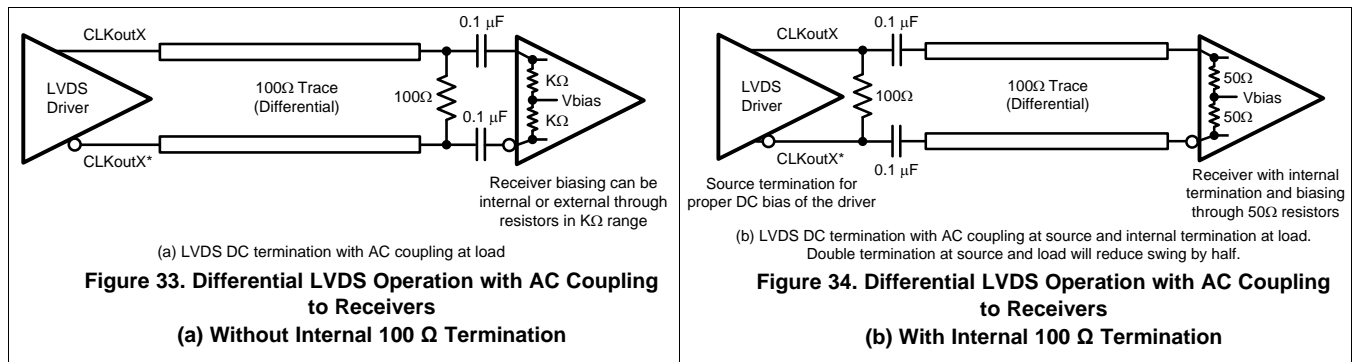 CLKoutX
0.1 μF
LVDS
Driver
100Ω Trace
(Differential)
100Ω
KΩ
Vbias
KΩ
0.1 μF
CLKoutX*
Receiver biasing can be
internal or external through
resistors in KΩ range
(a) LVDS DC termination with AC coupling at load
Figure 33. Differential LVDS Operation with AC Coupling
to Receivers
(a) Without Internal 100 Ω Termination
CLKoutX
0.1 μF
LVDS
Driver
100Ω
100Ω Trace
(Differential)
50Ω
Vbias
50Ω
CLKoutX*
0.1 μF
Source termination for
proper DC bias of the driver
Receiver with internal
termination and biasing
through 50Ω resistors
(b) LVDS DC termination with AC coupling at source and internal termination at load.
Double termination at source and load will reduce swing by half.
Figure 34. Differential LVDS Operation with AC Coupling
to Receivers
(b) With Internal 100 Ω Termination